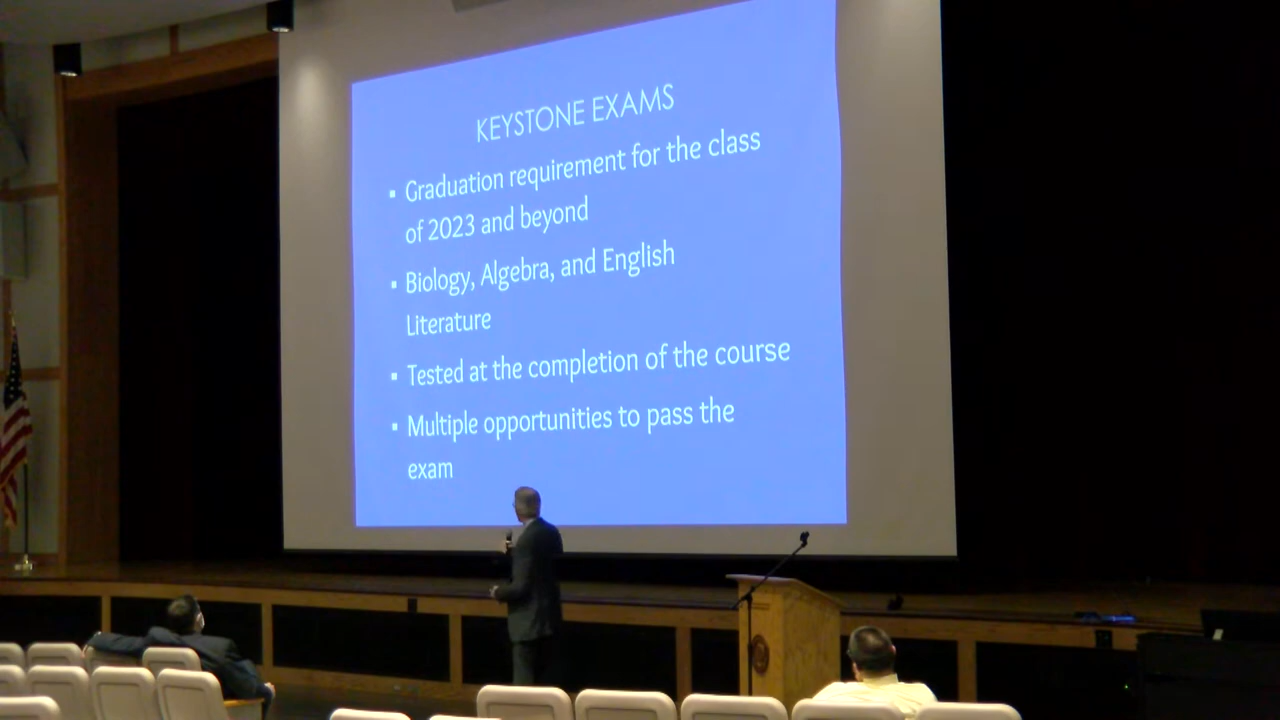 KEYSTONE EXAMS
▪ Graduation requirement for the class
of 2023 and beyond
▪ Biology, Algebra, and English
Literature
▪ Tested at the completion of the course
▪ Multiple opportunities to pass the
exam